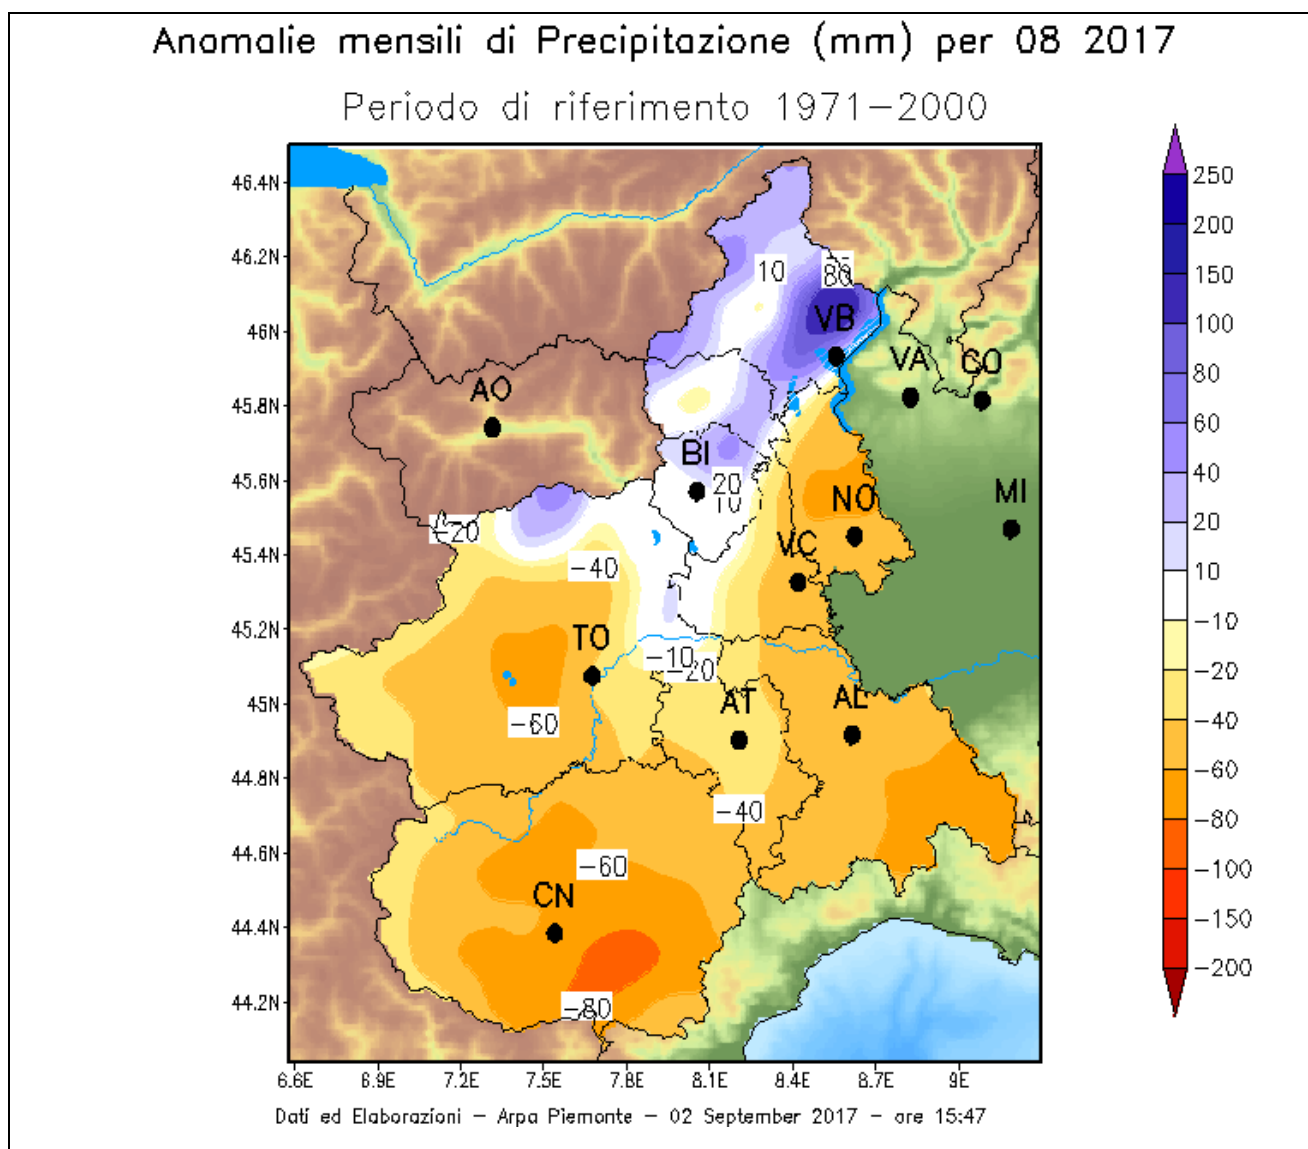 Anomalie mensili di Precipitazione (mm) per 08 2017
Periodo di riferimento 1971−2000
46.4N
46.2N
46N
45.8N
45.6N
45.4N
45.2N
45N
44.8N
44.6N
44.4N
44.2N
6.6E 6.9E 7.2E 7.5E 7.8E 8.1E 8.4E 8.7E 9E
10
80
VB
VA
CO
AO
BI
20
10
NO
MI
−20
VC
−40
TO
−10
−20
AT
AL
−60
−40
−60
CN
−80
250
200
150
100
80
60
40
20
10
−10
−20
−40
−60
−80
−100
−150
−200
Dati ed Elaborazioni − Arpa Piemonte − 02 September 2017 − ore 15:47